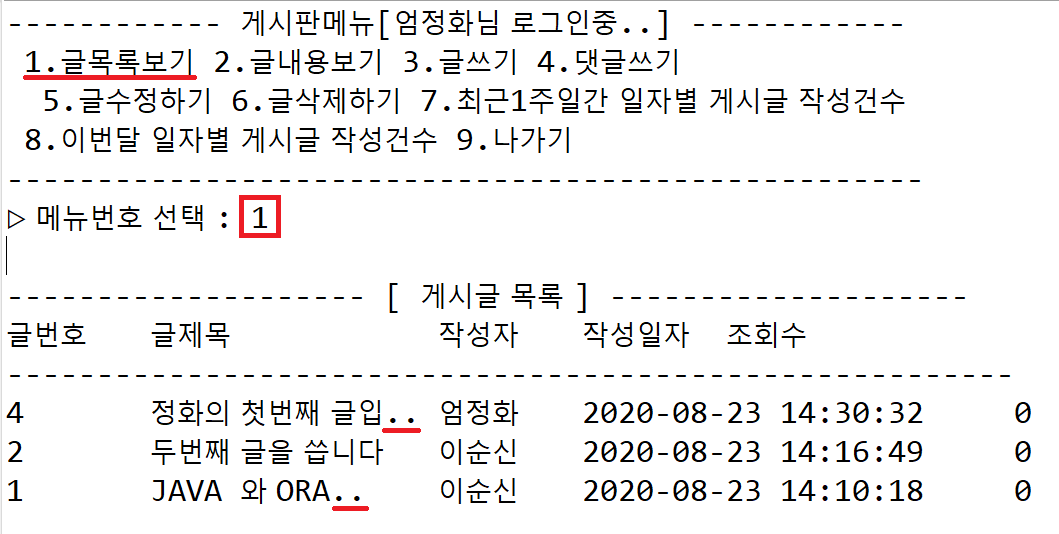 ------------ 게시판메뉴[엄정화님 로그인중..] ------------
1.글목록보기 2.글내용보기 3.글쓰기 4.댓글쓰기
5.글수정하기 6.글삭제하기 7.최근1주일간 일자별 게시글 작성건수
8.이번달 일자별 게시글 작성건수 9.나가기
---------------------------------------------------
▷ 메뉴번호 선택 : 1
-------------------- [ 게시글 목록 ] --------------------
글번호 글제목 작성자 작성일자 조회수
--------------------------------------------------------
4 정화의 첫번째 글입.. 엄정화 2020-08-23 14:30:32 0
2 두번째 글을 씁니다 이순신 2020-08-23 14:16:49 0
1 JAVA 와 ORA.. 이순신 2020-08-23 14:10:18 0